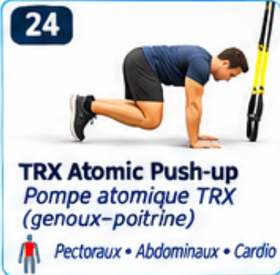 24
TRX Atomic Push-up
Pompe atomique TRX
(genoux-poitrine)
Pectoraux • Abdominaux • Cardio